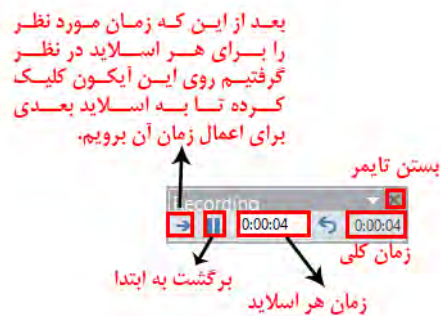 بعد از این که زمان مورد نظر
را برای هر اسلاید در نظر
گرفتیم روی این آیکون کلیک
کرده تا به اسلاید بعدی
برای اعمال زمان آن برویم.
بستن تایمر
Recording
0:00:04
0:00:04
زمان کلی
برگشت به ابتدا
زمان هر اسلاید